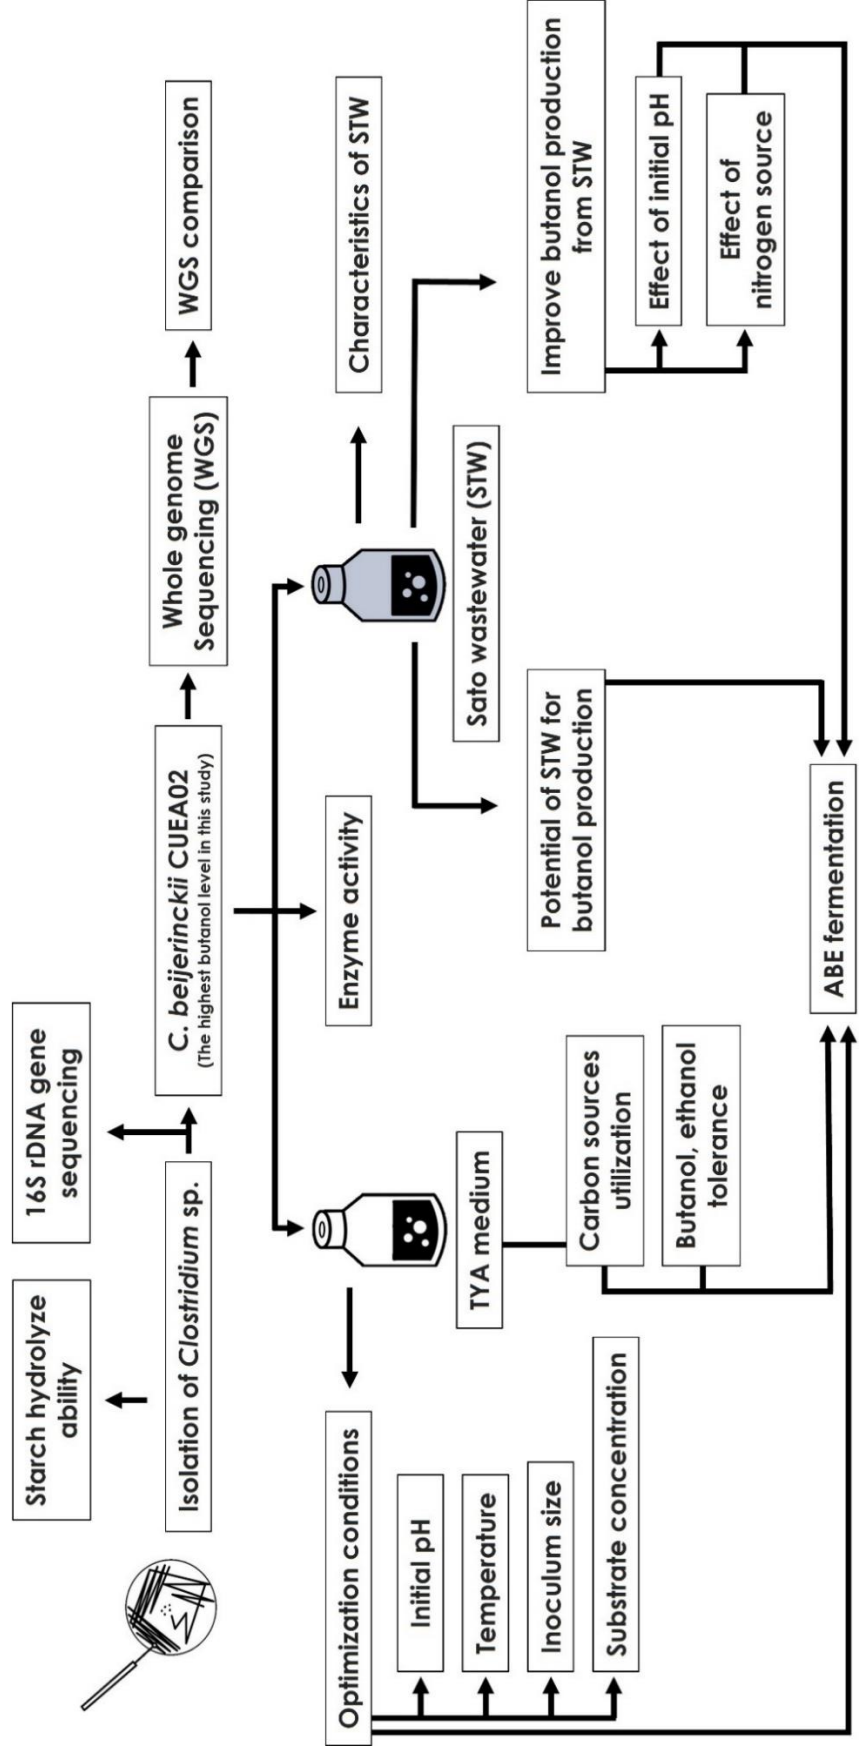 Starch hydrolyze
ability
16S rDNA gene
sequencing
Isolation of Clostridium sp.
C. beijerinckii CUEA02
(The highest butanol level in this study)
Whole genome
Sequencing (WGS)
WGS comparison
Optimization conditions
Initial pH
Temperature
Inoculum size
Substrate concentration
TYA medium
Carbon sources
utilization
Butanol, ethanol
tolerance
Enzyme activity
Sato wastewater (STW)
Characteristics of STW
Potential of STW for
butanol production
Improve butanol production
from STW
Effect of initial pH
Effect of
nitrogen source
ABE fermentation